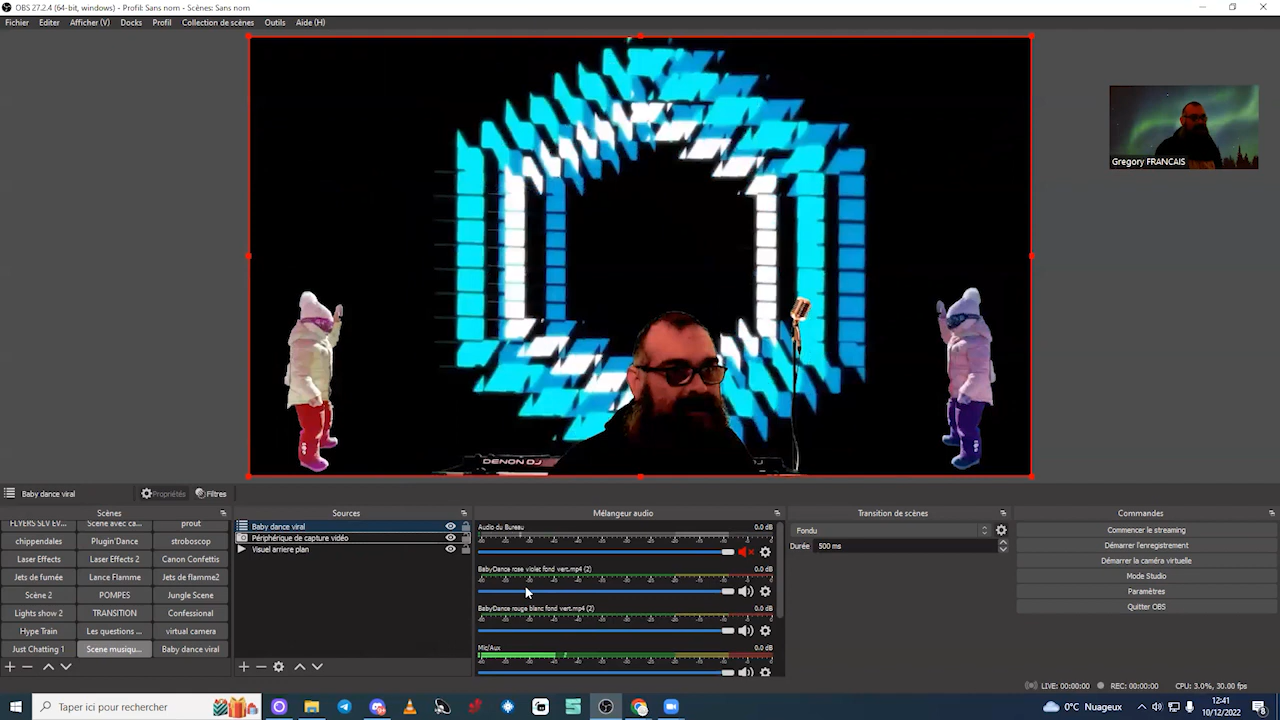 OBS 27.2.4 (64-bit, windows) - Profil: Sans nom - Scènes: Sans nom
Fichier Editer Afficher (V) Docks Profil Collection de scènes Outils Aide (H)
Gregory FRANCAIS
DENON DJ
DJ
Baby dance viral Propriétés Filtres
Scènes Sources Mélangeur audio Transition de scènes Commandes
FLYERS SLV EV... Scene avec ca... prout
chippendales Plugin'Dance stroboscop
Laser Effects Laser Effects 2 Canon Confettis
Jets de fumée Lance Flamme Jets de flamme2
Scène 2 POMPES Jungle Scene
Lights show 2 TRANSITION Confessional
Hype Train Les questions ... virtual camera
Just Chatting 1 Scene musiqu... Baby dance viral
Baby dance viral
Périphérique de capture vidéo
Visuel arriere plan
Audio du Bureau 0.0 dB
BabyDance rose violet fond vert.mp4 (2) 0.0 dB
BabyDance rouge blanc fond vert.mp4 (2) 0.0 dB
Mic/Aux 0.0 dB
Fondu
Durée 500 ms
Commencer le streaming
Démarrer l'enregistrement
Démarrer la caméra virtuelle
Mode Studio
Paramètres
Quitter OBS
LIVE: 00:00:00 REC: 00:00:00 CPU: 3.0%, 30.00 fps
Taper ici pour rechercher
0°C Nuageux
12:41
10/12/2022